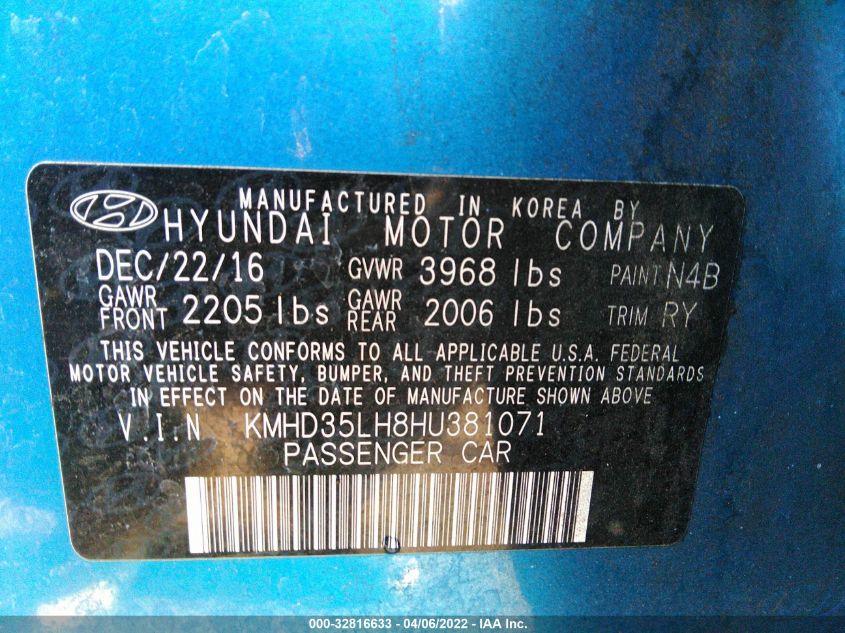 MANUFACTURED IN KOREA BY
HYUNDAI MOTOR COMPANY
DEC/22/16 GVWR 3968 lbs PAINT N4B
GAWR FRONT 2205 lbs GAWR REAR 2006 lbs TRIM RY
THIS VEHICLE CONFORMS TO ALL APPLICABLE U.S.A. FEDERAL
MOTOR VEHICLE SAFETY, BUMPER, AND THEFT PREVENTION STANDARDS
IN EFFECT ON THE DATE OF MANUFACTURE SHOWN ABOVE
V.I.N KMHD35LH8HU381071
PASSENGER CAR
000-32816633 - 04/06/2022 - IAA Inc.